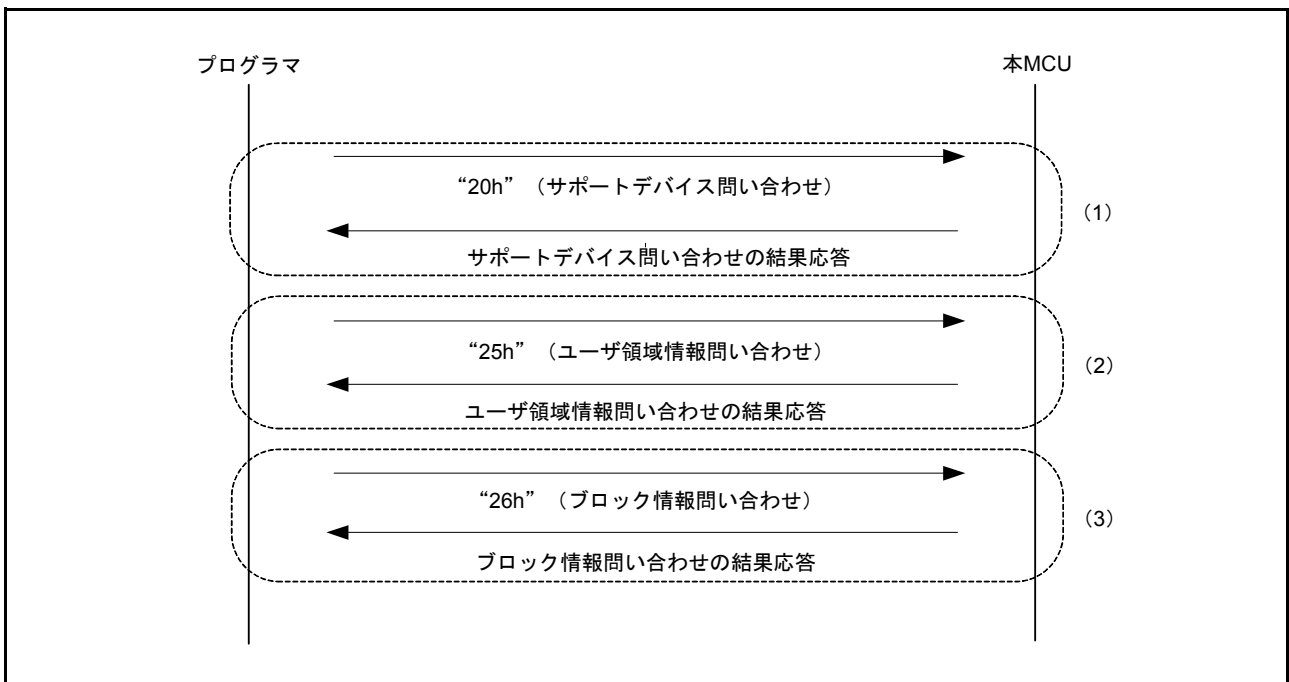 プログラマ
本MCU
“20h” (サポートデバイス問い合わせ)
サポートデバイス問い合わせの結果応答
(1)
“25h” (ユーザ領域情報問い合わせ)
ユーザ領域情報問い合わせの結果応答
(2)
“26h” (ブロック情報問い合わせ)
ブロック情報問い合わせの結果応答
(3)